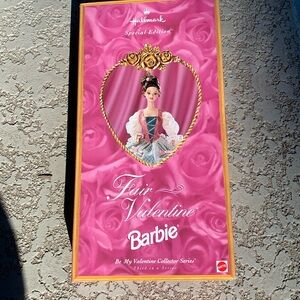 Hallmark
Special Edition
Fair
Valentine
Barbie
Be My Valentine Collector Series
Third in a Series
MATTEL